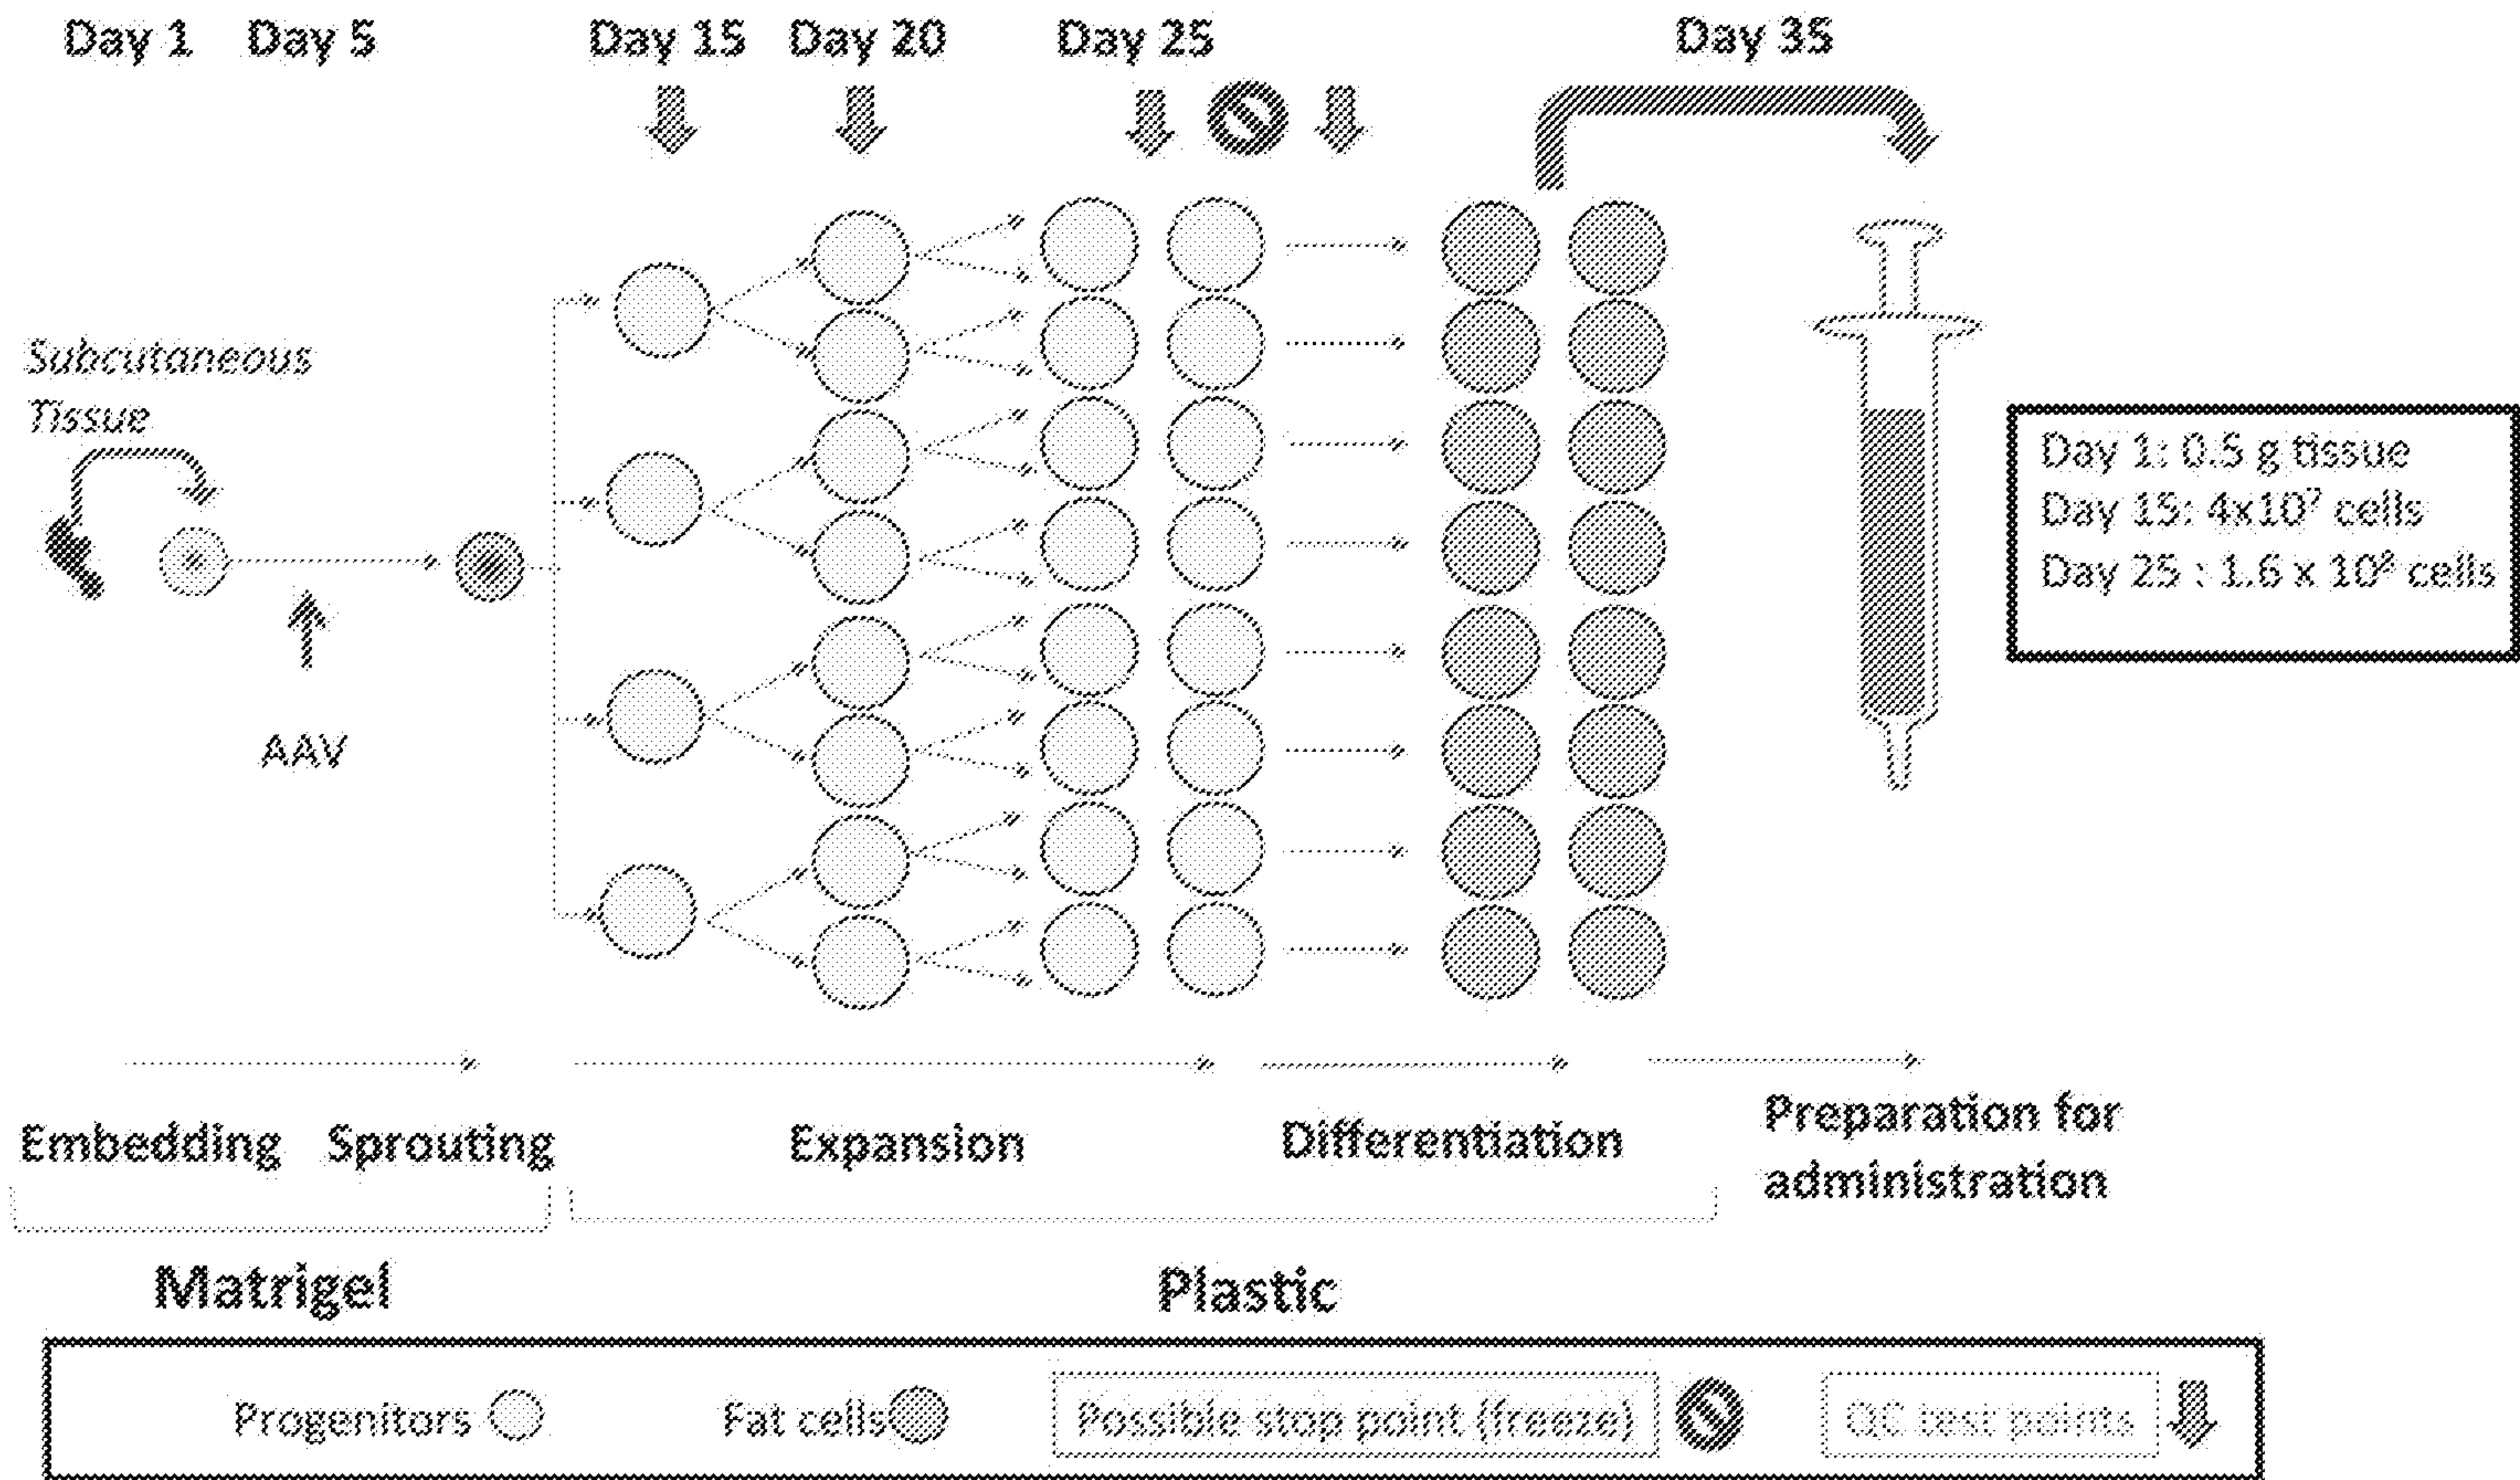 Day 1 Day 5 Day 15 Day 20 Day 25 Day 35
Subcutaneous
Tissue
AAV
Day 1: 0.5 g tissue
Day 15: 4x10⁷ cells
Day 25 : 1.6 x 10⁸ cells
Embedding Sprouting Expansion Differentiation
Preparation for
administration
Matrigel Plastic
Progenitors Fat cells Possible stop point (freeze) QC test points